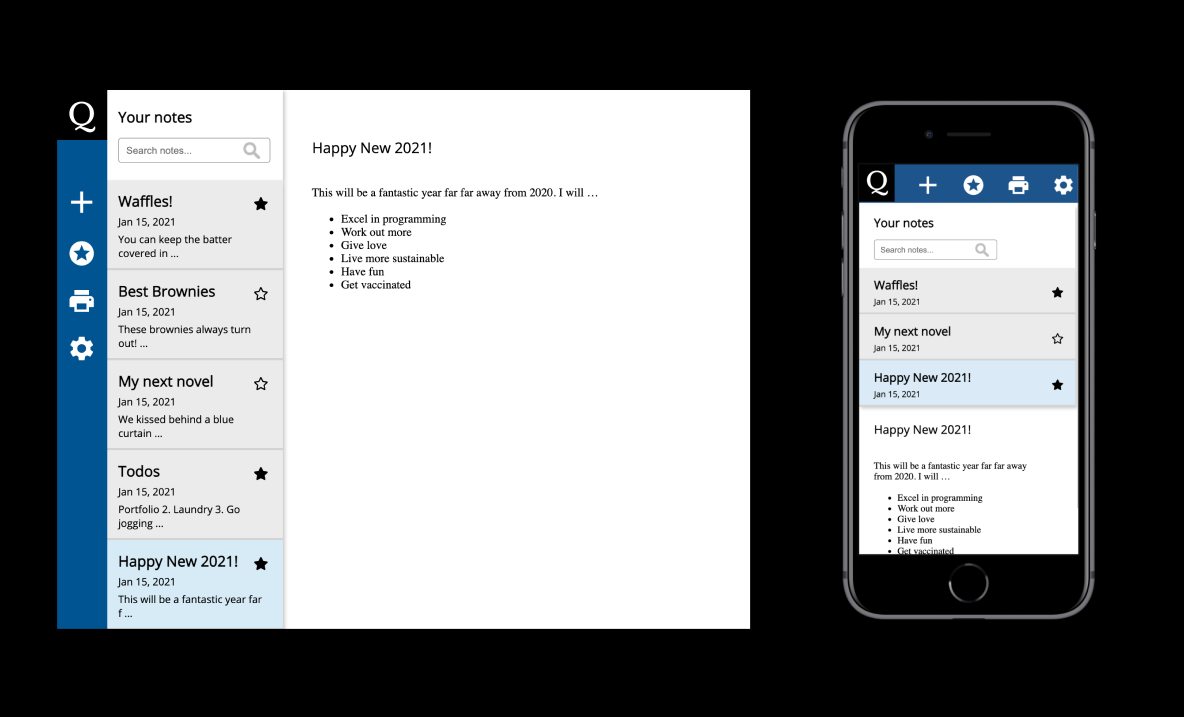 Q
Your notes
Search notes...
Waffles!
Jan 15, 2021
You can keep the batter
covered in ...
Best Brownies
Jan 15, 2021
These brownies always turn
out! ...
My next novel
Jan 15, 2021
We kissed behind a blue
curtain ...
Todos
Jan 15, 2021
Portfolio 2. Laundry 3. Go
jogging ...
Happy New 2021!
Jan 15, 2021
This will be a fantastic year far
f ...
Happy New 2021!
This will be a fantastic year far far away from 2020. I will …
• Excel in programming
• Work out more
• Give love
• Live more sustainable
• Have fun
• Get vaccinated
Q
Your notes
Search notes...
Waffles!
Jan 15, 2021
My next novel
Jan 15, 2021
Happy New 2021!
Jan 15, 2021
Happy New 2021!
This will be a fantastic year far far away
from 2020. I will …
• Excel in programming
• Work out more
• Give love
• Live more sustainable
• Have fun
• Get vaccinated